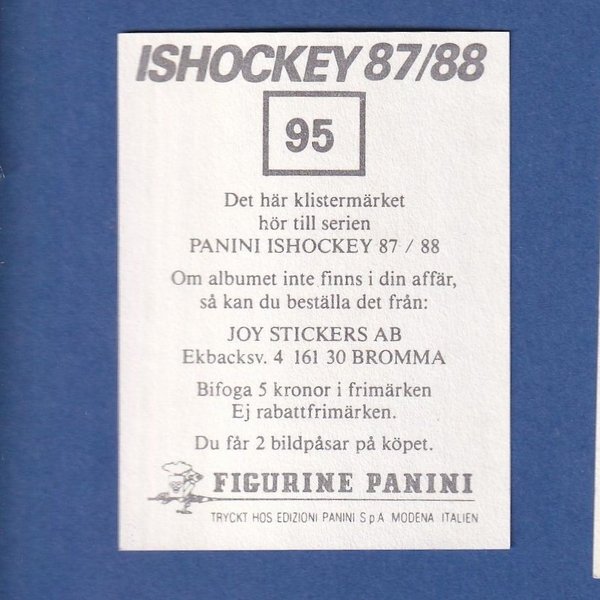 ISHOCKEY 87/88
95
Det här klistermärket
hör till serien
PANINI ISHOCKEY 87 / 88
Om albumet inte finns i din affär,
så kan du beställa det från:
JOY STICKERS AB
Ekbacksv. 4 161 30 BROMMA
Bifoga 5 kronor i frimärken
Ej rabattfrimärken.
Du får 2 bildpåsar på köpet.
FIGURINE PANINI
TRYCKT HOS EDIZIONI PANINI S.p.A. MODENA ITALIEN